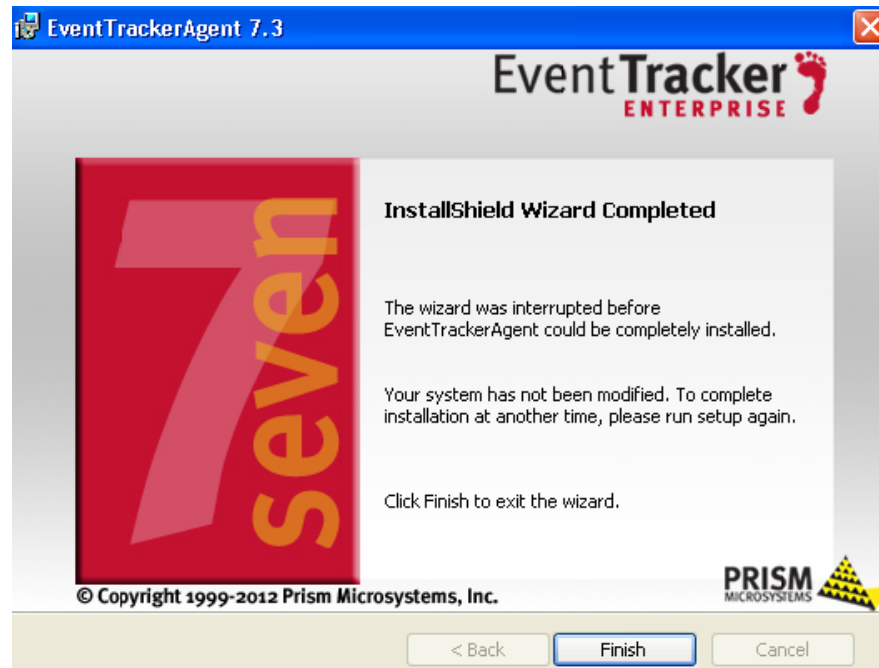 EventTrackerAgent 7.3
EventTracker
ENTERPRISE
7
seven
InstallShield Wizard Completed
The wizard was interrupted before
EventTrackerAgent could be completely installed.
Your system has not been modified. To complete
installation at another time, please run setup again.
Click Finish to exit the wizard.
PRISM
MICROSYSTEMS
© Copyright 1999-2012 Prism Microsystems, Inc.
< Back Finish Cancel